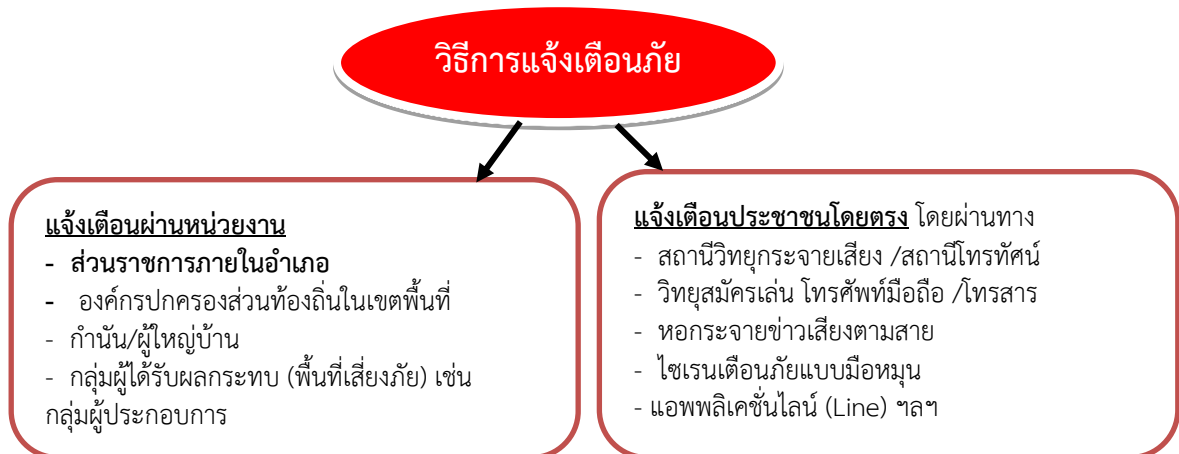 วิธีการแจ้งเตือนภัย
แจ้งเตือนผ่านหน่วยงาน
- ส่วนราชการภายในอำเภอ
- องค์กรปกครองส่วนท้องถิ่นในเขตพื้นที่
- กำนัน/ผู้ใหญ่บ้าน
- กลุ่มผู้ได้รับผลกระทบ (พื้นที่เสี่ยงภัย) เช่น
กลุ่มผู้ประกอบการ
แจ้งเตือนประชาชนโดยตรง โดยผ่านทาง
- สถานีวิทยุกระจายเสียง /สถานีโทรทัศน์
- วิทยุสมัครเล่น โทรศัพท์มือถือ /โทรสาร
- หอกระจายข่าวเสียงตามสาย
- ไซเรนเตือนภัยแบบมือหมุน
- แอพพลิเคชั่นไลน์ (Line) ฯลฯ